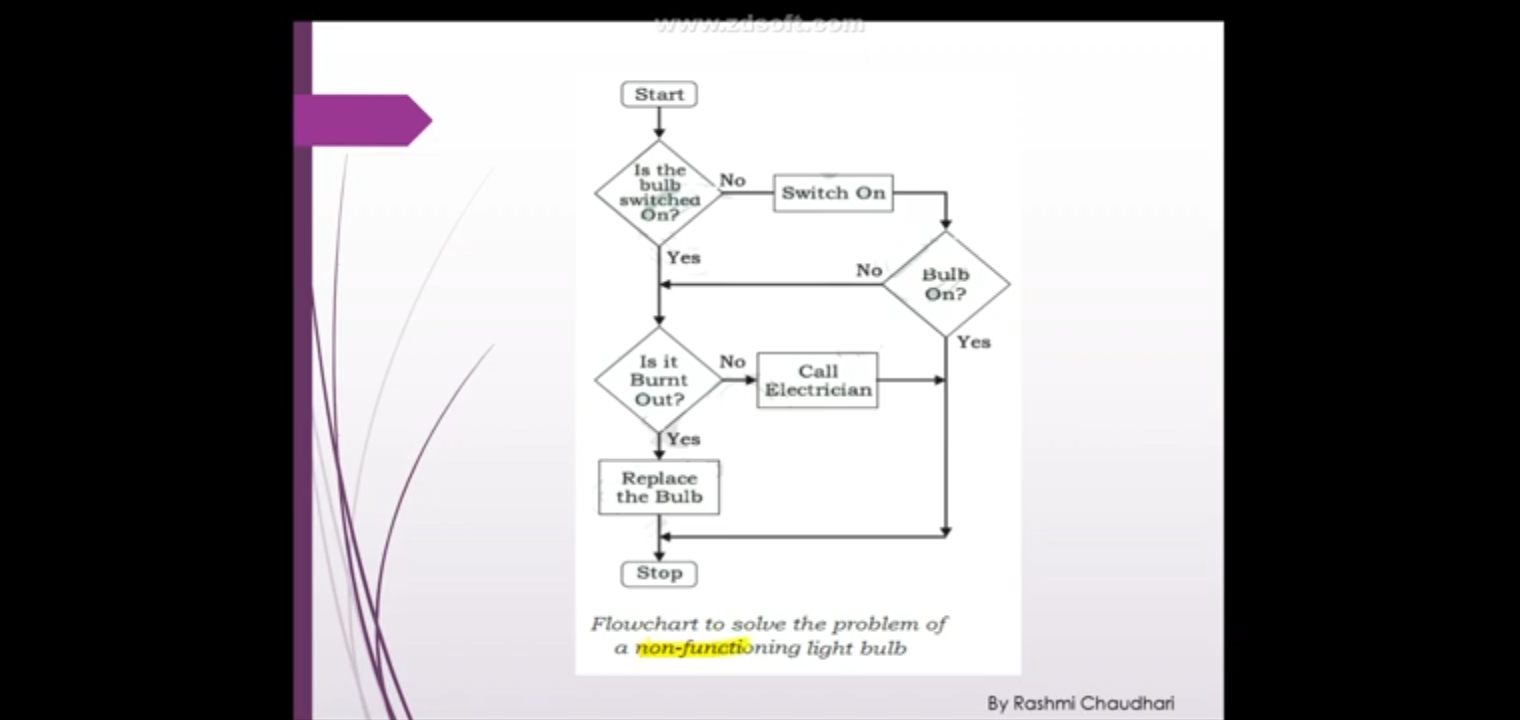 www.zdsoft.com
Start
Is the
bulb
switched
On?
No
Switch On
Yes
No
Bulb
On?
Yes
Is it
Burnt
Out?
No
Call
Electrician
Yes
Replace
the Bulb
Stop
Flowchart to solve the problem of
a non-functioning light bulb
By Rashmi Chaudhari